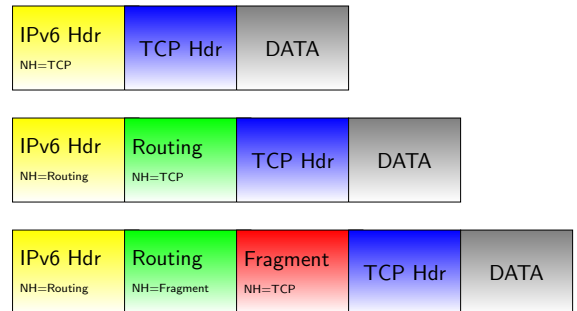 IPv6 Hdr
NH=TCP
TCP Hdr
DATA
IPv6 Hdr
NH=Routing
Routing
NH=TCP
TCP Hdr
DATA
IPv6 Hdr
NH=Routing
Routing
NH=Fragment
Fragment
NH=TCP
TCP Hdr
DATA